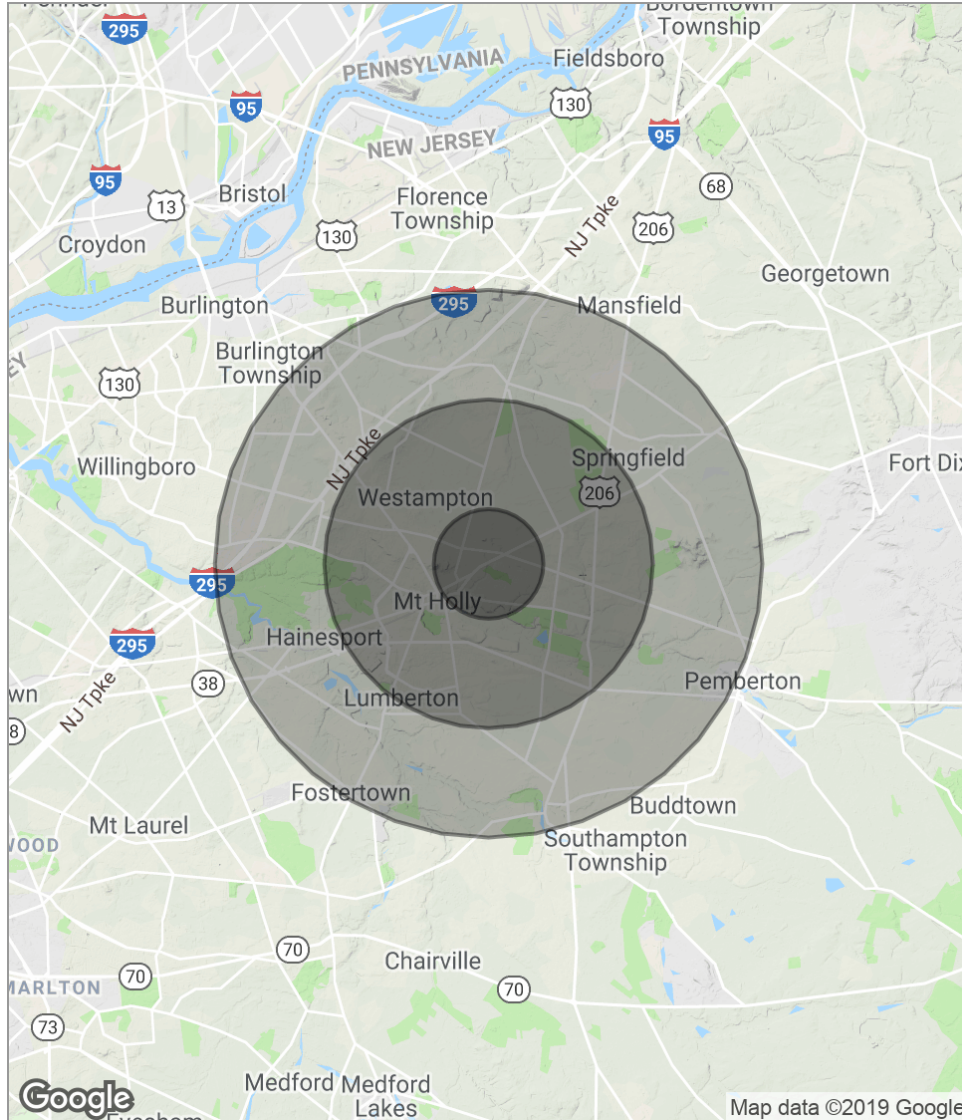 295
Bordentown
Township
PENNSYLVANIA
Fieldsboro
95
130
NEW JERSEY
95
95
68
13
Bristol
Florence
Township
130
NJ Tpke
206
Croydon
Georgetown
Burlington
295
Mansfield
Burlington
Township
130
NJ Tpke
Willingboro
Springfield
Fort Dix
Westampton
206
295
Mt Holly
Hainesport
295
38
Lumberton
Pemberton
NJ Tpke
Fostertown
Buddtown
Mt Laurel
Southampton
Township
70
Chairville
70
70
MARLTON
73
Medford
Medford
Lakes
Google
Map data ©2019 Google